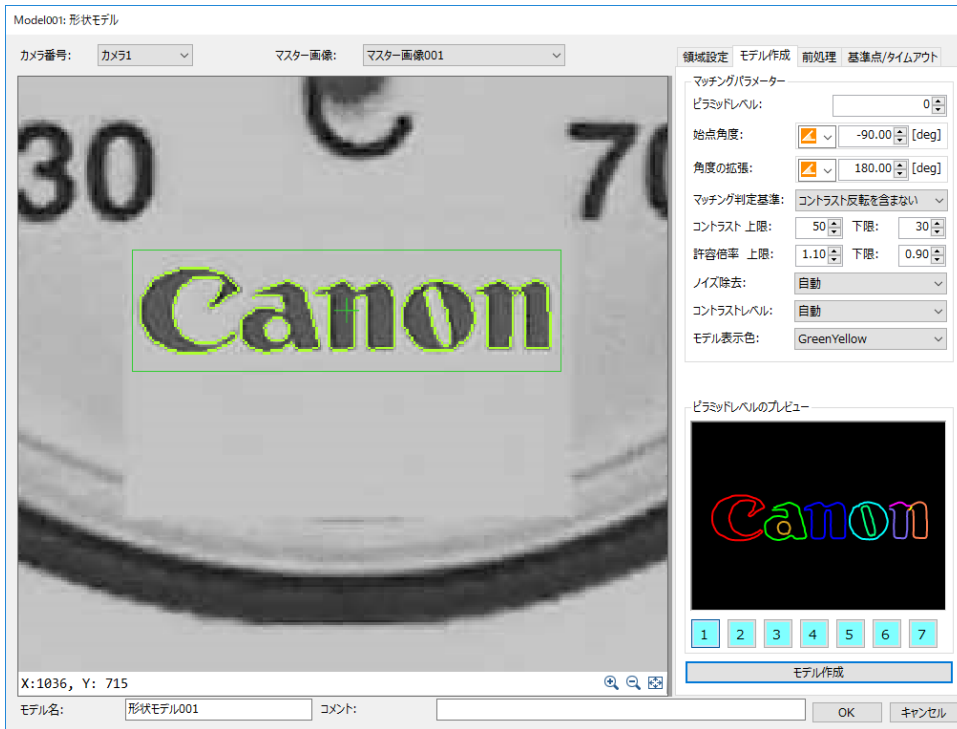 Model001: 形状モデル
カメラ番号: カメラ1 マスター画像: マスター画像001
領域設定 モデル作成 前処理 基準点/タイムアウト
マッチングパラメーター
ピラミッドレベル: 0
始点角度: -90.00 [deg]
角度の拡張: 180.00 [deg]
マッチング判定基準: コントラスト反転を含まない
コントラスト 上限: 50 下限: 30
許容倍率 上限: 1.10 下限: 0.90
ノイズ除去: 自動
コントラストレベル: 自動
モデル表示色: GreenYellow
30 C 70
Canon
ピラミッドレベルのプレビュー
Canon
1 2 3 4 5 6 7
モデル作成
X:1036, Y: 715
モデル名: 形状モデル001 コメント:
OK キャンセル